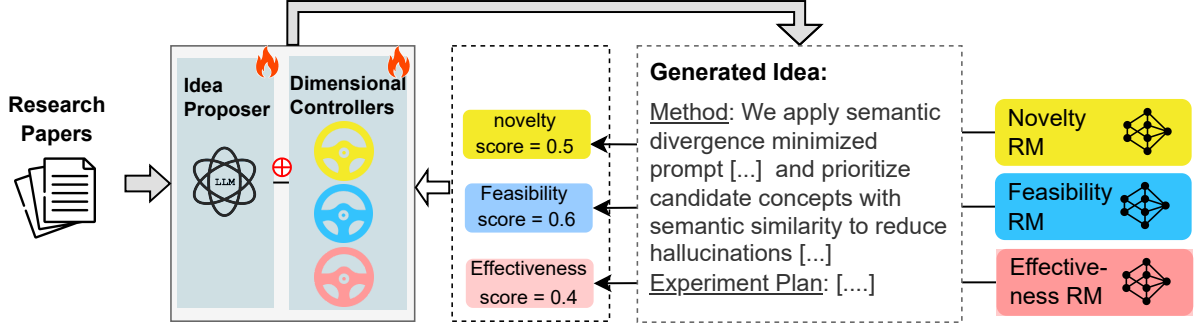 Research
Papers
Idea
Proposer
LLM
Dimensional
Controllers
novelty
score = 0.5
Feasibility
score = 0.6
Effectiveness
score = 0.4
Generated Idea:
Method: We apply semantic
divergence minimized
prompt [...] and prioritize
candidate concepts with
semantic similarity to reduce
hallucinations [...]
Experiment Plan: [....]
Novelty
RM
Feasibility
RM
Effective-
ness RM